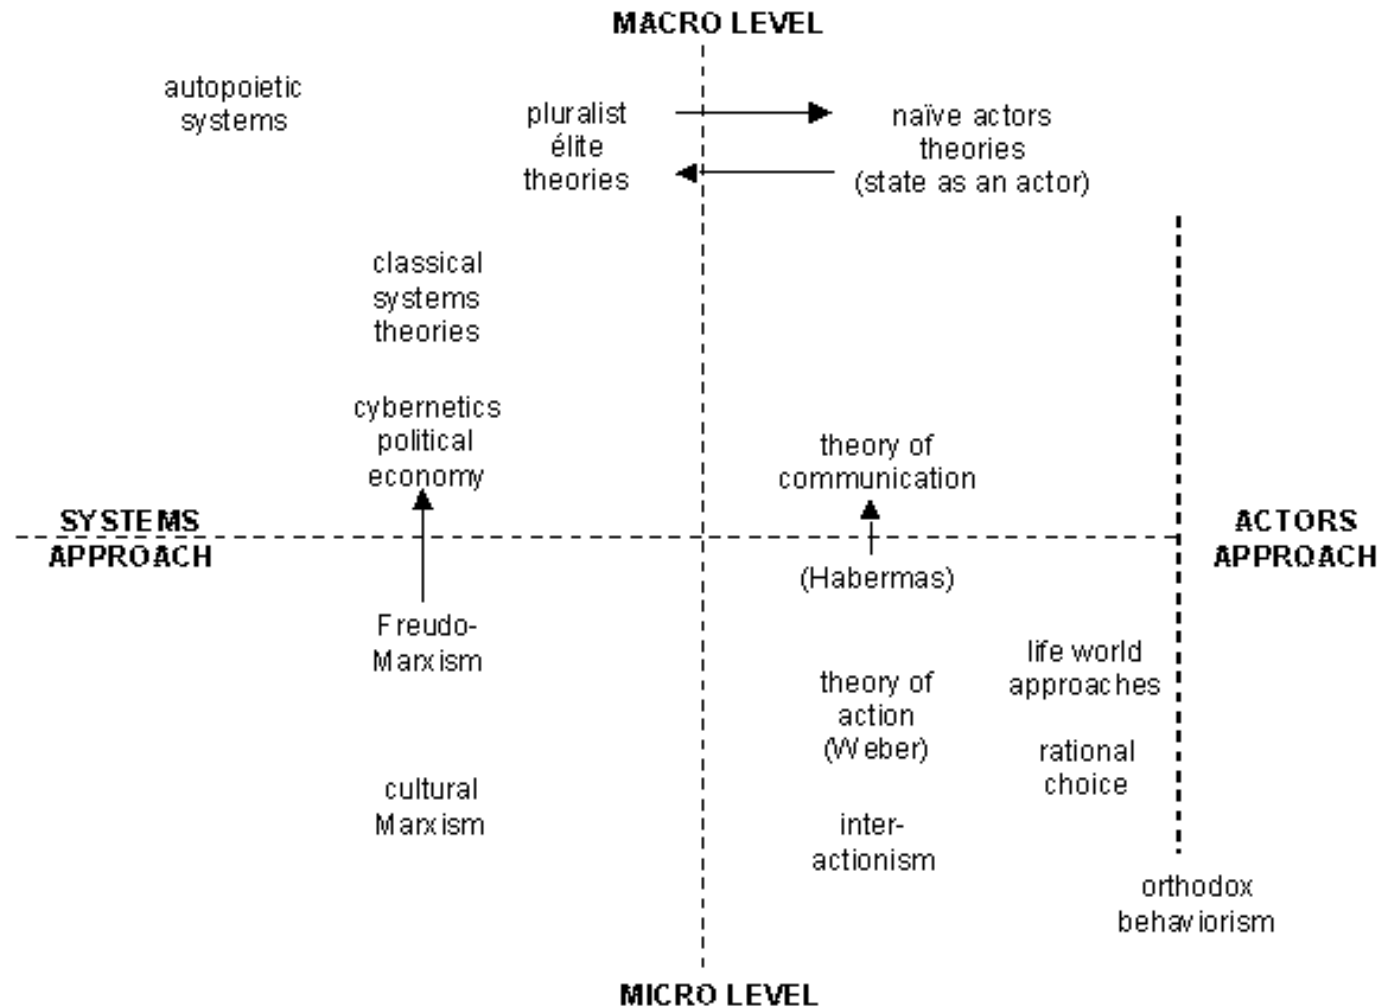 MACRO LEVEL
autopoietic
systems
pluralist
élite
theories
naïve actors
theories
(state as an actor)
classical
systems
theories
cybernetics
political
economy
theory of
communication
SYSTEMS
APPROACH
ACTORS
APPROACH
(Habermas)
Freudo-
Marxism
life world
approaches
theory of
action
(Weber)
rational
choice
cultural
Marxism
inter-
actionism
orthodox
behaviorism
MICRO LEVEL